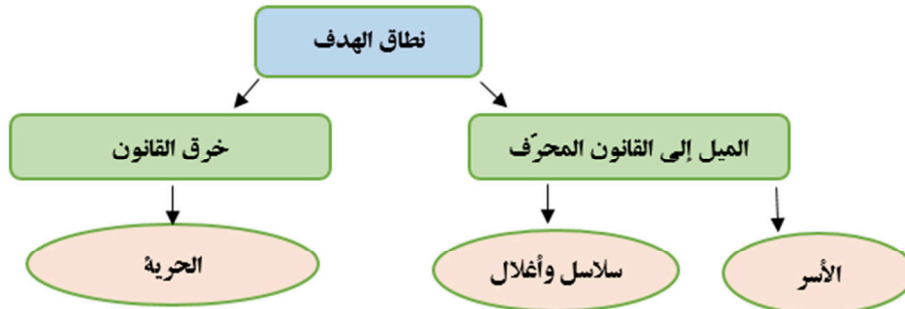 نطاق الهدف
الميل إلى القانون المحرّف
خرق القانون
الأسر
سلاسل وأغلال
الحرية